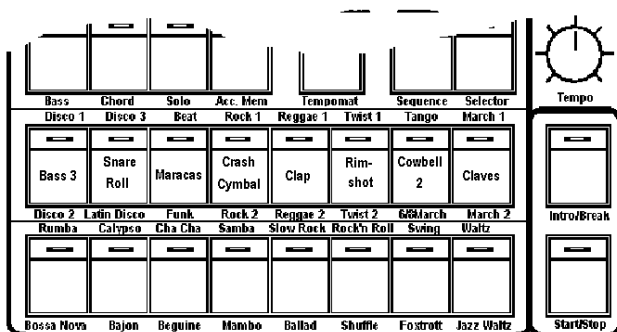 Bass Chord Solo Acc. Mem Tempomat Sequence Selector
Tempo
Disco 1 Disco 3 Beat Rock 1 Reggae 1 Twist 1 Tango March 1
Bass 3 Snare Roll Maracas Crash Cymbal Clap Rim-shot Cowbell 2 Claves
Disco 2 Latin Disco Funk Rock 2 Reggae 2 Twist 2 6/8March March 2
Intro/Break
Rumba Calypso Cha Cha Samba Slow Rock Rock'n Roll Swing Waltz
Bossa Nova Bajon Beguine Mambo Ballad Shuffle Foxtrott Jazz Waltz
Start/Stop